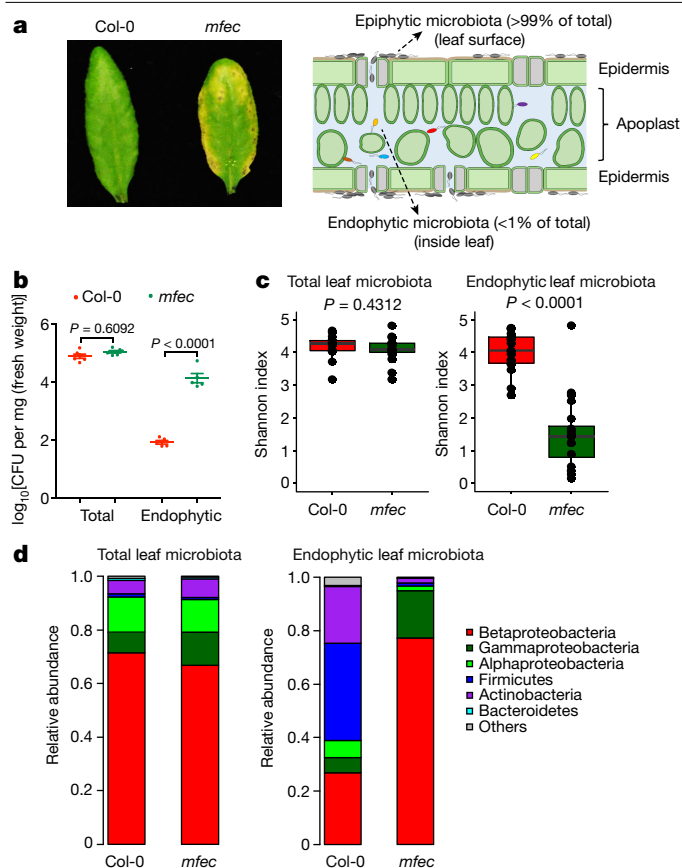 a
Col-0
mfec
Epiphytic microbiota (>99% of total)
(leaf surface)
Epidermis
Apoplast
Epidermis
Endophytic microbiota (<1% of total)
(inside leaf)
b
Col-0
mfec
P = 0.6092
P < 0.0001
log10[CFU per mg (fresh weight)]
6
4
2
0
Total
Endophytic
c
Total leaf microbiota
P = 0.4312
Shannon index
5
4
3
2
1
0
Col-0
mfec
Endophytic leaf microbiota
P < 0.0001
Shannon index
5
4
3
2
1
0
Col-0
mfec
d
Total leaf microbiota
Relative abundance
1.0
0.8
0.6
0.4
0.2
0
Col-0
mfec
Endophytic leaf microbiota
Relative abundance
1.0
0.8
0.6
0.4
0.2
0
Col-0
mfec
Betaproteobacteria
Gammaproteobacteria
Alphaproteobacteria
Firmicutes
Actinobacteria
Bacteroidetes
Others